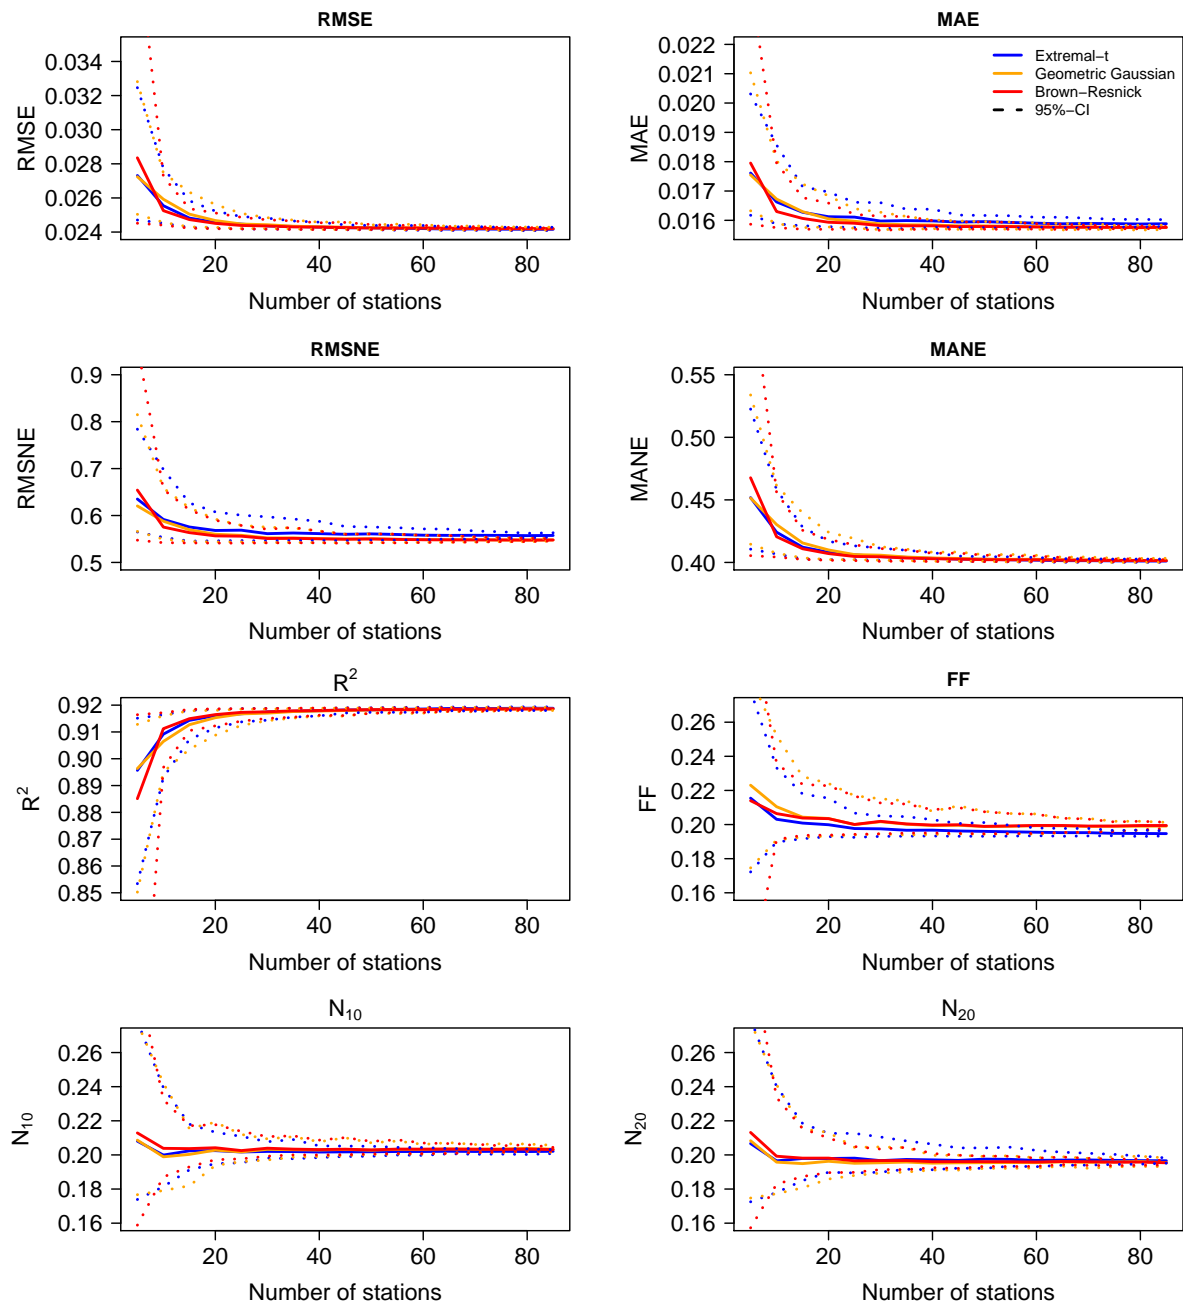 RMSE
0.034
0.032
0.030
0.028
0.026
0.024
RMSE
20 40 60 80
Number of stations
MAE
0.022
0.021
0.020
0.019
0.018
0.017
0.016
MAE
Extremal−t
Geometric Gaussian
Brown−Resnick
95%−CI
20 40 60 80
Number of stations
RMSNE
0.9
0.8
0.7
0.6
0.5
RMSNE
20 40 60 80
Number of stations
MANE
0.55
0.50
0.45
0.40
MANE
20 40 60 80
Number of stations
R²
0.92
0.91
0.90
0.89
0.88
0.87
0.86
0.85
R²
20 40 60 80
Number of stations
FF
0.26
0.24
0.22
0.20
0.18
0.16
FF
20 40 60 80
Number of stations
N₁₀
0.26
0.24
0.22
0.20
0.18
0.16
N₁₀
20 40 60 80
Number of stations
N₂₀
0.26
0.24
0.22
0.20
0.18
0.16
N₂₀
20 40 60 80
Number of stations